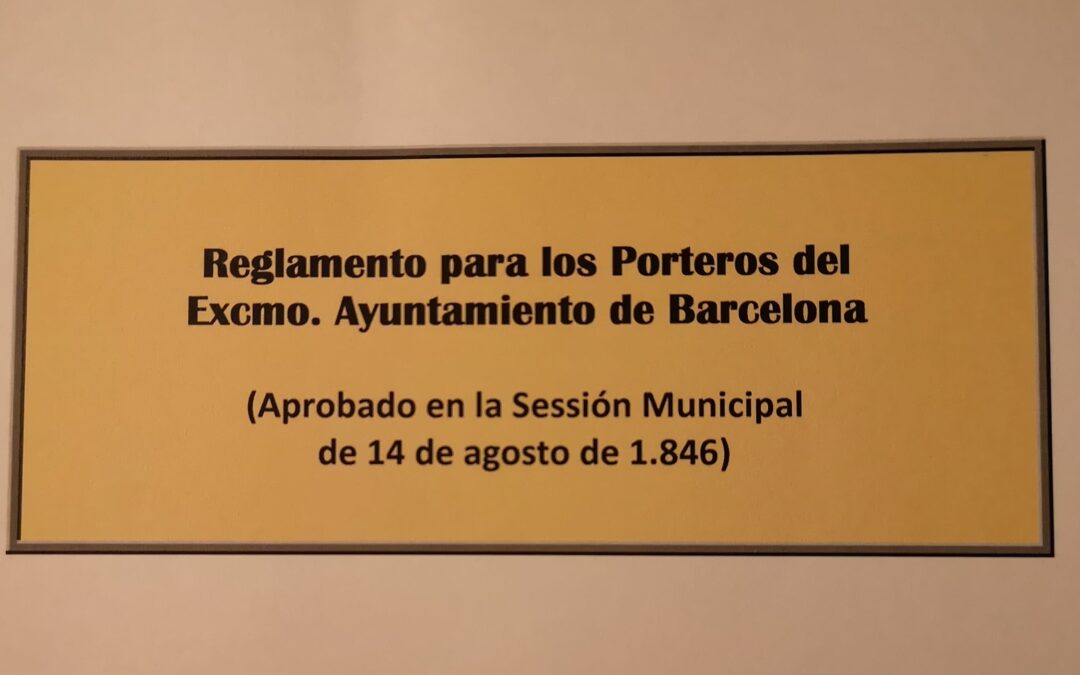 Reglamento para los Porteros del
Excmo. Ayuntamiento de Barcelona
(Aprobado en la Sessión Municipal
de 14 de agosto de 1.846)